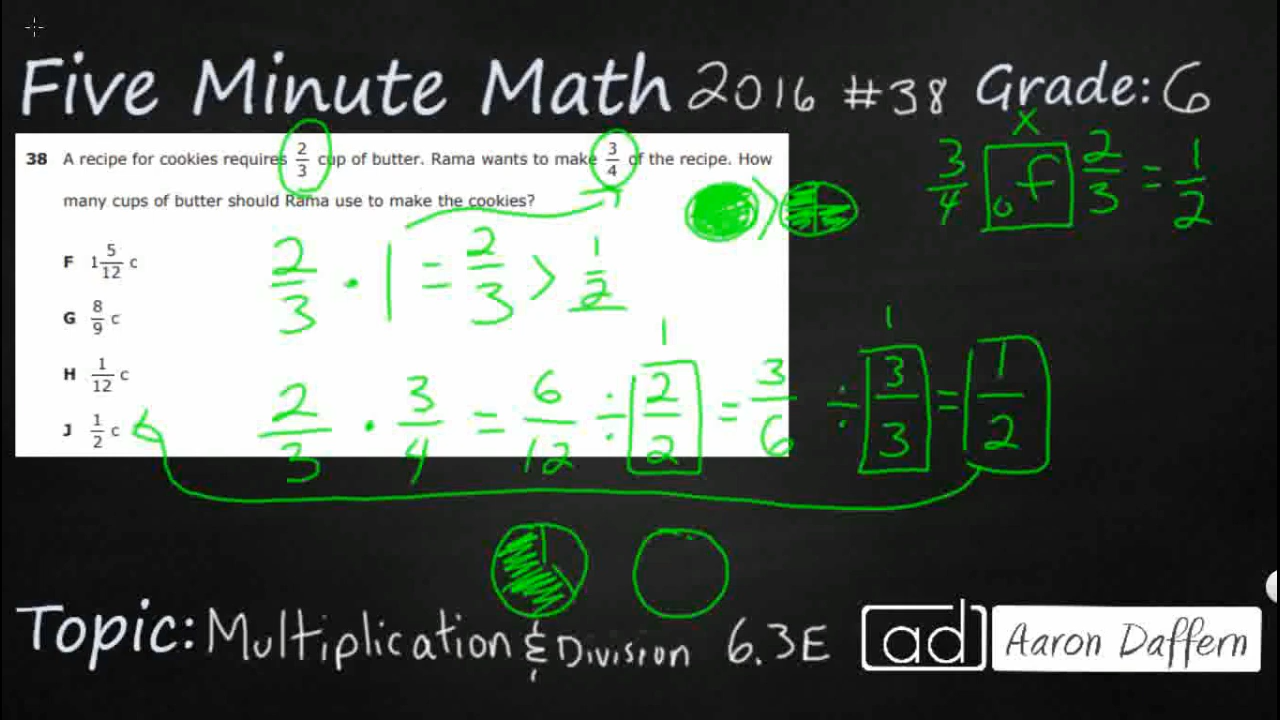 Five Minute Math 2016 #38 Grade: 6
38 A recipe for cookies requires 2/3 cup of butter. Rama wants to make 3/4 of the recipe. How
many cups of butter should Rama use to make the cookies?
x
3/4 of 2/3 = 1/2
>
F 1 5/12 c
2/3 · 1 = 2/3 > 1/2
G 8/9 c
H 1/12 c
1 1
2/3 · 3/4 = 6/12 ÷ 2/2 = 3/6 ÷ 3/3 = 1/2
J 1/2 c
Topic: Multiplication & Division 6.3E ad Aaron Daffern